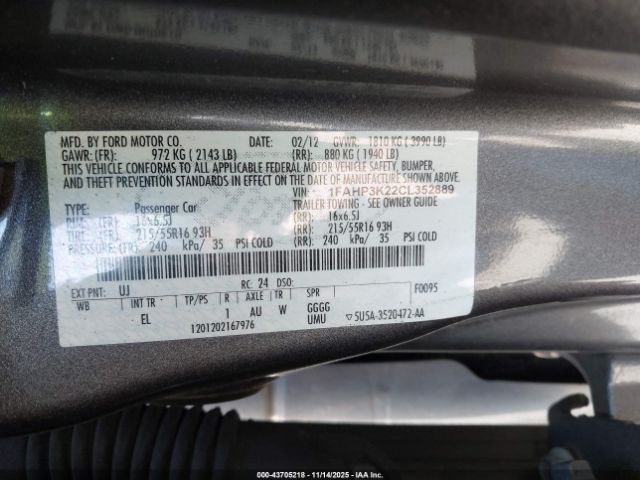 MFD. BY FORD MOTOR CO. DATE: 02/12 GVWR: 1810 KG ( 3990 LB)
GAWR: (FR): 972 KG ( 2143 LB) (RR): 880 KG ( 1940 LB)
THIS VEHICLE CONFORMS TO ALL APPLICABLE FEDERAL MOTOR VEHICLE SAFETY, BUMPER,
AND THEFT PREVENTION STANDARDS IN EFFECT ON THE DATE OF MANUFACTURE SHOWN ABOVE.
VIN: 1FAHP3K22CL352889
TYPE: Passenger Car TRAILER TOWING - SEE OWNER GUIDE
(FR): 16x6.5J (RR): 16x6.5J
TIRE: (FR): 215/55R16 93H (RR): 215/55R16 93H
PRESSURE: (FR): 240 kPa/ 35 PSI COLD (RR): 240 kPa/ 35 PSI COLD
EXT PNT: UJ RC: 24 DSO: F0095
WB INT TR TP/PS R AXLE TR SPR
EL 1 AU W GGGG
UMU
1201202167976 ▽5U5A-3520472-AA
000-43705218 - 11/14/2025 - IAAI.COM